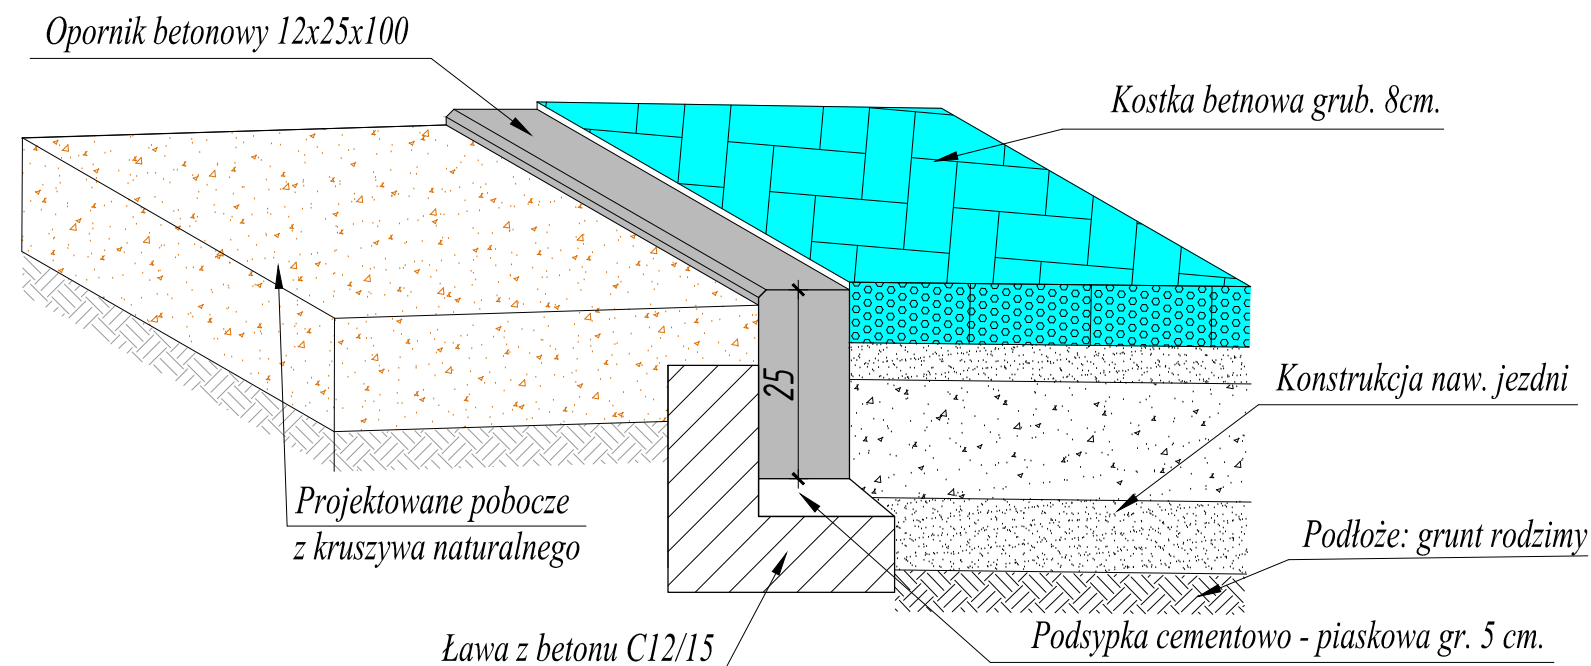 Opornik betonowy 12x25x100
Kostka betnowa grub. 8cm.
25
Konstrukcja naw. jezdni
Projektowane pobocze
z kruszywa naturalnego
Podłoże: grunt rodzimy
Ława z betonu C12/15
Podsypka cementowo - piaskowa gr. 5 cm.